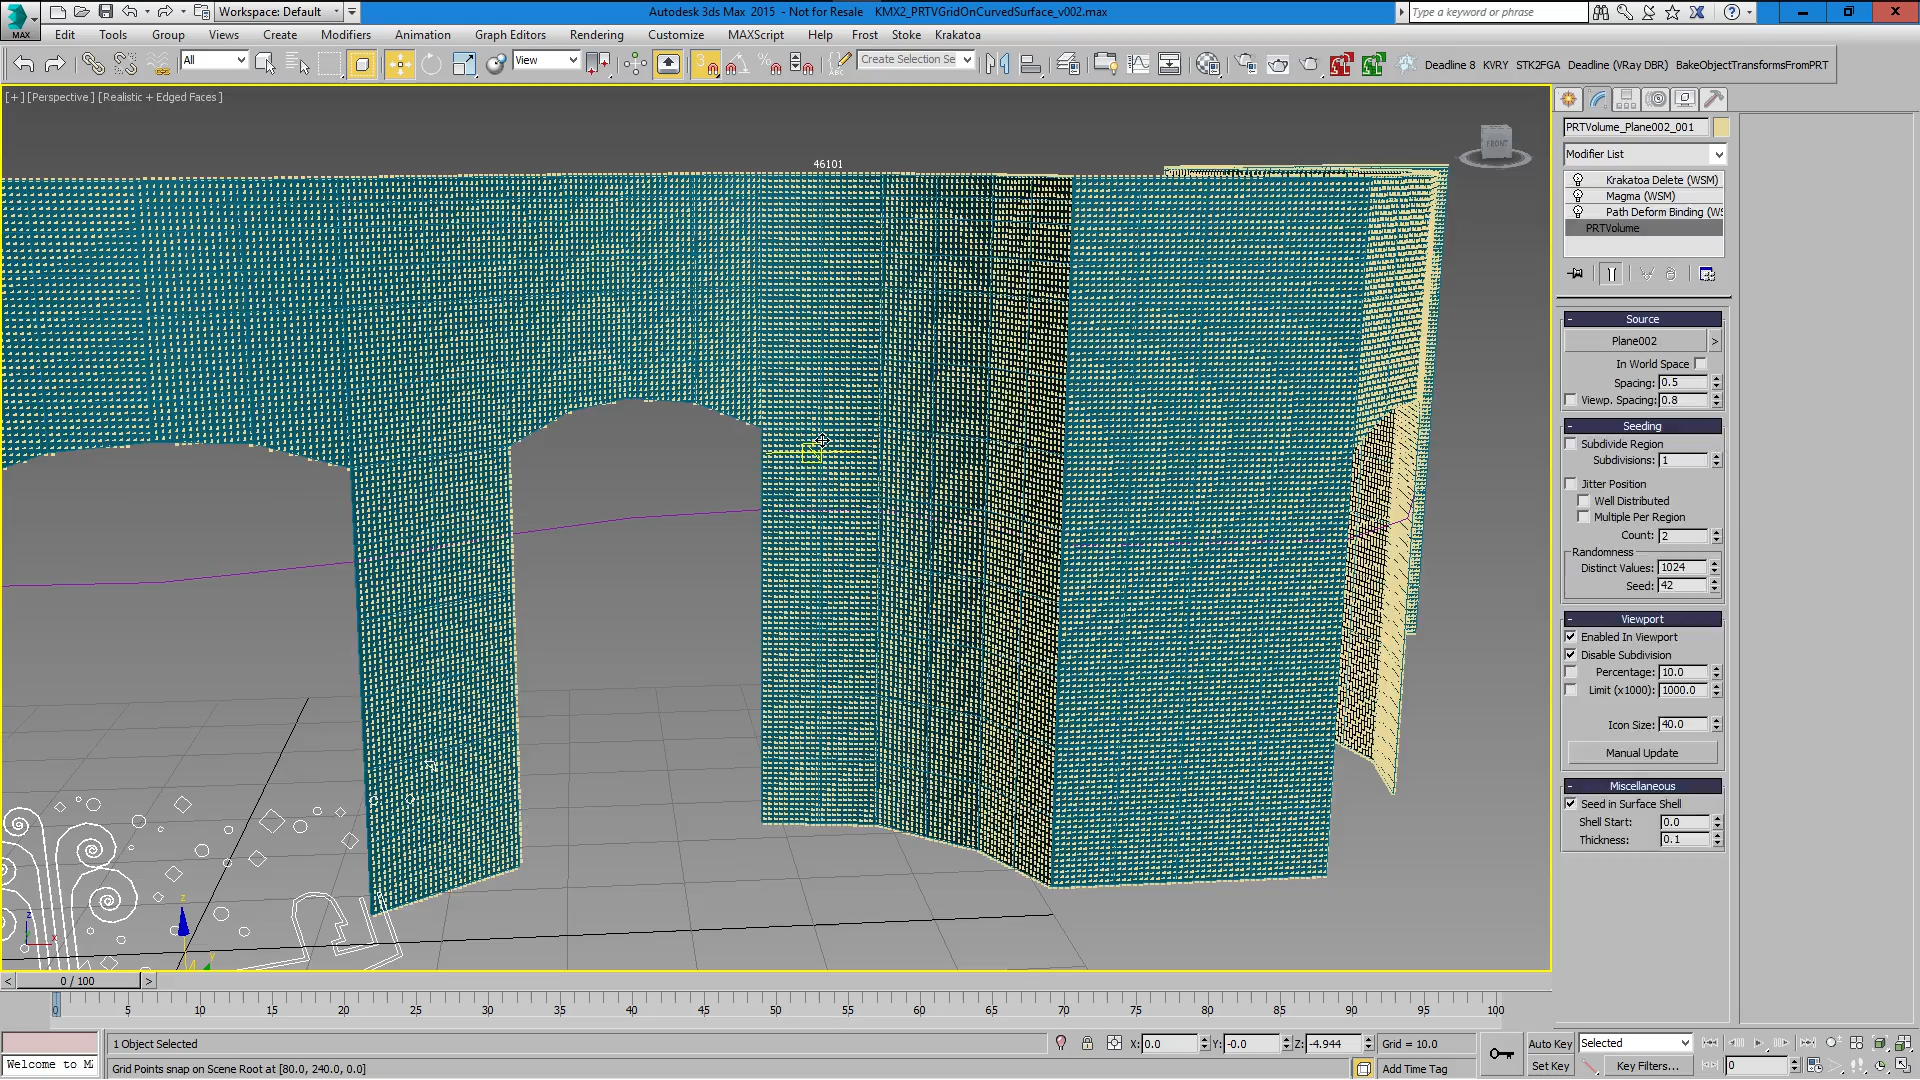 Workspace: Default
Autodesk 3ds Max 2015 - Not for Resale KMX2_PRTVGridOnCurvedSurface_v002.max
Type a keyword or phrase
MAX
Edit Tools Group Views Create Modifiers Animation Graph Editors Rendering Customize MAXScript Help Frost Stoke Krakatoa
All
View
3
Create Selection Se
Deadline 8 KVRY STK2FGA Deadline (VRay DBR) BakeObjectTransformsFromPRT
[+] [Perspective] [Realistic + Edged Faces]
46101
FRONT
PRTVolume_Plane002_001
Modifier List
Krakatoa Delete (WSM)
Magma (WSM)
Path Deform Binding (WS
PRTVolume
- Source
Plane002 >
In World Space
Spacing: 0.5
Viewp. Spacing: 0.8
- Seeding
Subdivide Region
Subdivisions: 1
Jitter Position
Well Distributed
Multiple Per Region
Count: 2
Randomness
Distinct Values: 1024
Seed: 42
- Viewport
Enabled In Viewport
Disable Subdivision
Percentage: 10.0
Limit (x1000): 1000.0
Icon Size: 40.0
Manual Update
- Miscellaneous
Seed in Surface Shell
Shell Start: 0.0
Thickness: 0.1
z
x
z
y
< 0 / 100 >
0 5 10 15 20 25 30 35 40 45 50 55 60 65 70 75 80 85 90 95 100
1 Object Selected
X: 0.0 Y: -0.0 Z: -4.944 Grid = 10.0
Auto Key Selected
Welcome to M
Grid Points snap on Scene Root at [80.0, 240.0, 0.0]
Add Time Tag
Set Key Key Filters... 0